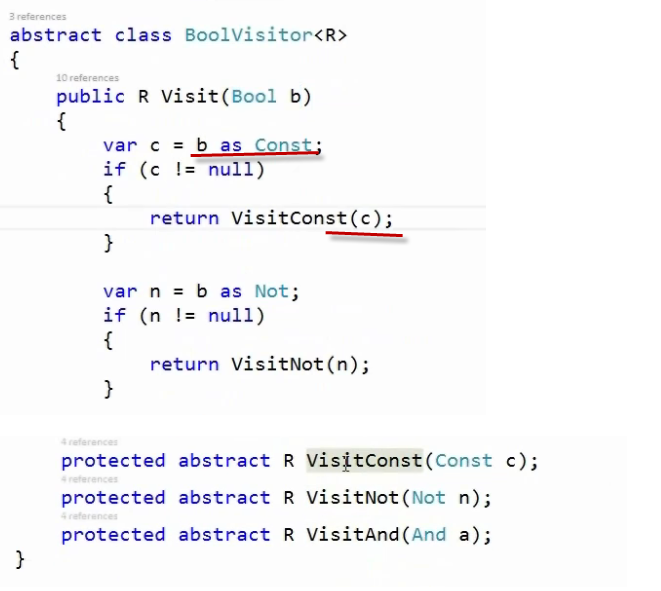 3 references
abstract class BoolVisitor<R>
{
10 references
public R Visit(Bool b)
{
var c = b as Const;
if (c != null)
{
return VisitConst(c);
}
var n = b as Not;
if (n != null)
{
return VisitNot(n);
}
4 references
protected abstract R VisitConst(Const c);
4 references
protected abstract R VisitNot(Not n);
4 references
protected abstract R VisitAnd(And a);
}